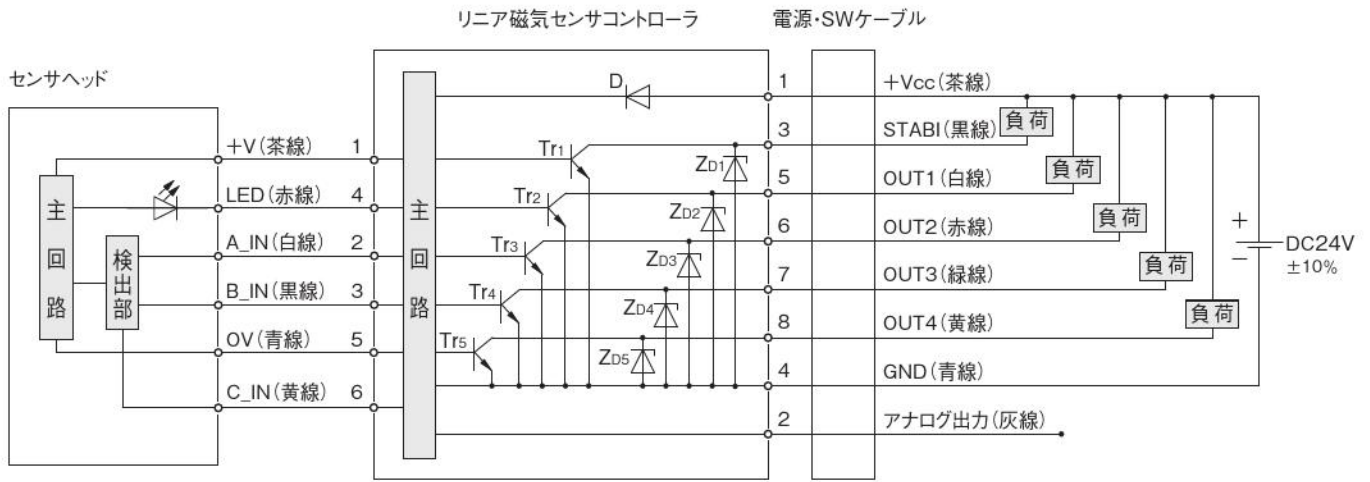 リニア磁気センサコントローラ
電源・SWケーブル
センサヘッド
D
1
+Vcc(茶線)
負荷
3
STABI(黒線)
+V(茶線)
1
Tr1
ZD1
負荷
5
OUT1(白線)
LED(赤線)
4
Tr2
ZD2
負荷
6
OUT2(赤線)
主回路
検出部
A_IN(白線)
2
主回路
Tr3
ZD3
負荷
7
OUT3(緑線)
+
−
DC24V
±10%
B_IN(黒線)
3
Tr4
ZD4
負荷
8
OUT4(黄線)
OV(青線)
5
Tr5
ZD5
4
GND(青線)
C_IN(黄線)
6
2
アナログ出力(灰線)